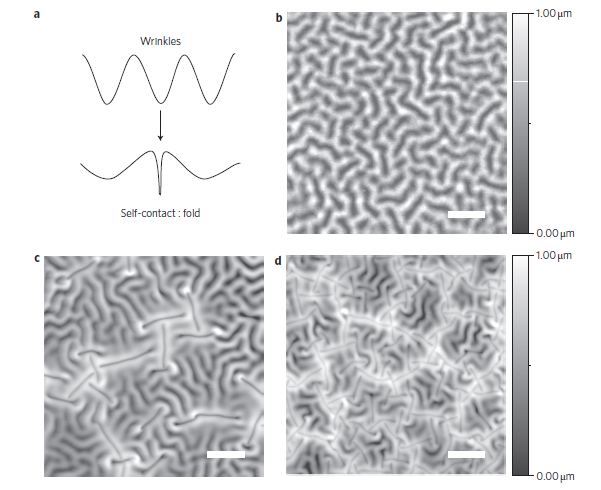 a
Wrinkles
Self-contact : fold
b
1.00 µm
0.00 µm
c
d
1.00 µm
0.00 µm